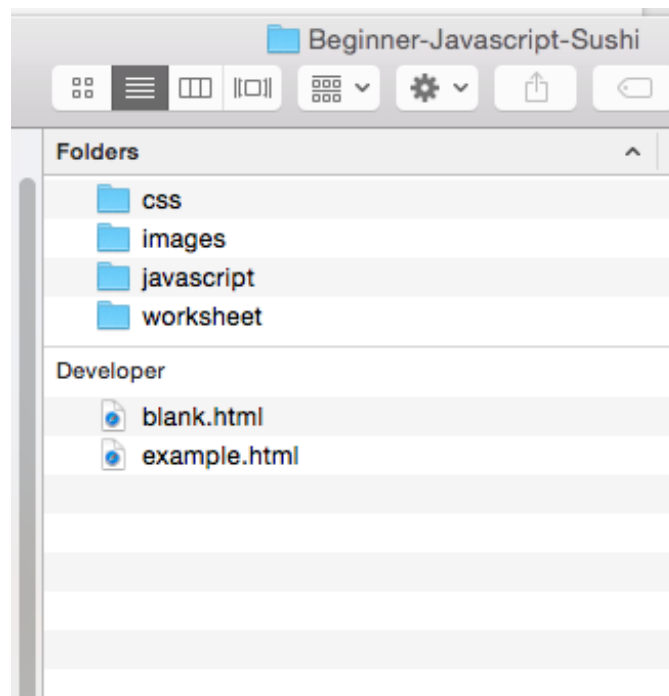 Beginner-Javascript-Sushi
Folders
css
images
javascript
worksheet
Developer
blank.html
example.html